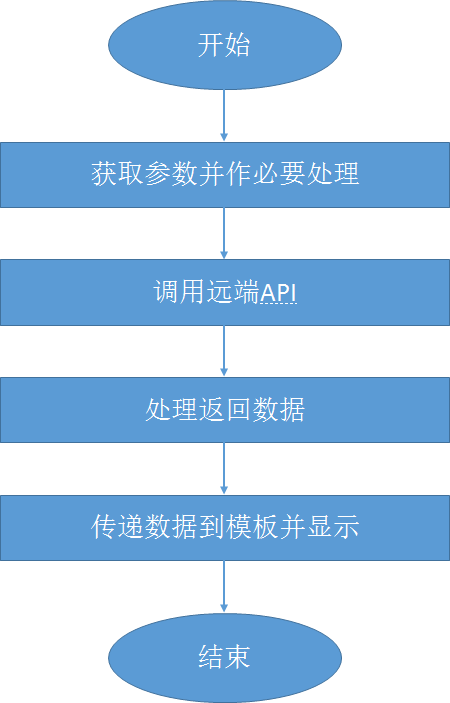 开始
获取参数并作必要处理
调用远端API
处理返回数据
传递数据到模板并显示
结束